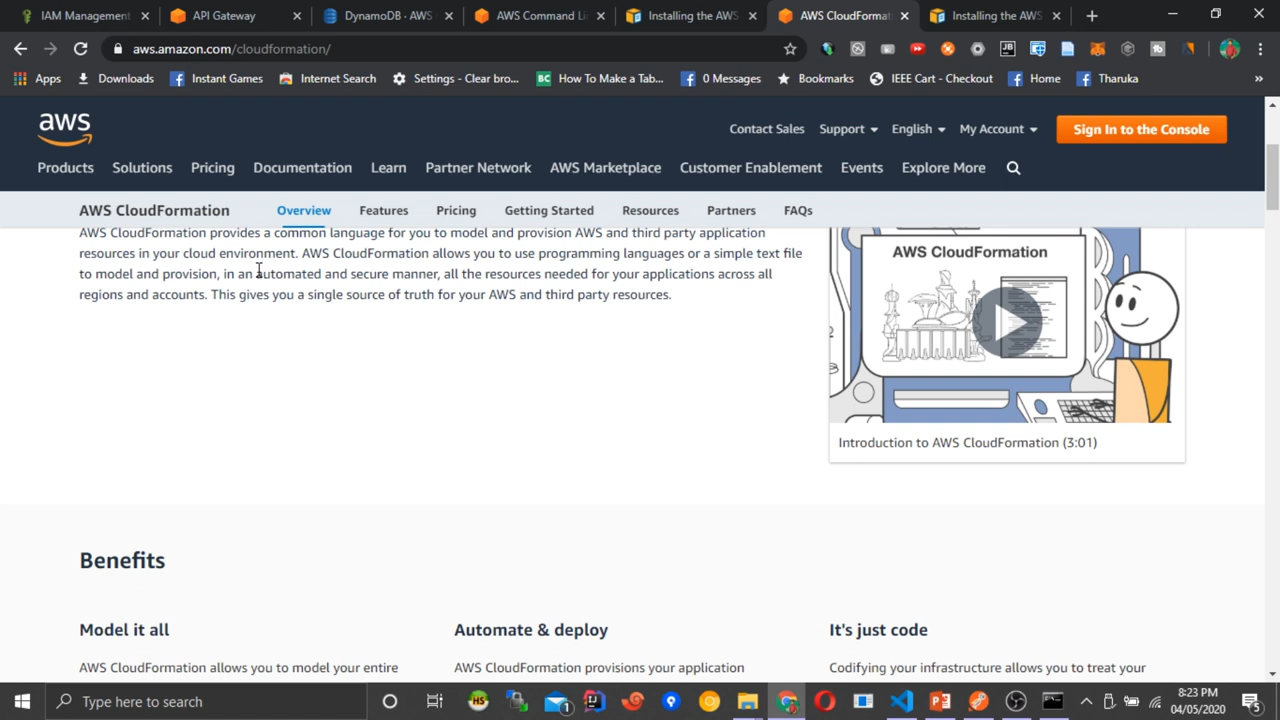 IAM Management
API Gateway
DynamoDB · AWS
AWS Command Li
Installing the AWS
AWS CloudFormat
Installing the AWS
aws.amazon.com/cloudformation/
Apps
Downloads
Instant Games
Internet Search
Settings - Clear bro...
BC
How To Make a Tab...
0 Messages
Bookmarks
IEEE Cart - Checkout
Home
Tharuka
»
aws
Contact Sales
Support
English
My Account
Sign In to the Console
Products
Solutions
Pricing
Documentation
Learn
Partner Network
AWS Marketplace
Customer Enablement
Events
Explore More
AWS CloudFormation
Overview
Features
Pricing
Getting Started
Resources
Partners
FAQs
AWS CloudFormation provides a common language for you to model and provision AWS and third party application
resources in your cloud environment. AWS CloudFormation allows you to use programming languages or a simple text file
to model and provision, in an automated and secure manner, all the resources needed for your applications across all
regions and accounts. This gives you a single source of truth for your AWS and third party resources.
AWS CloudFormation
Introduction to AWS CloudFormation (3:01)
Benefits
Model it all
Automate & deploy
It's just code
AWS CloudFormation allows you to model your entire
AWS CloudFormation provisions your application
Codifying your infrastructure allows you to treat your
Type here to search
8:23 PM
04/05/2020
5